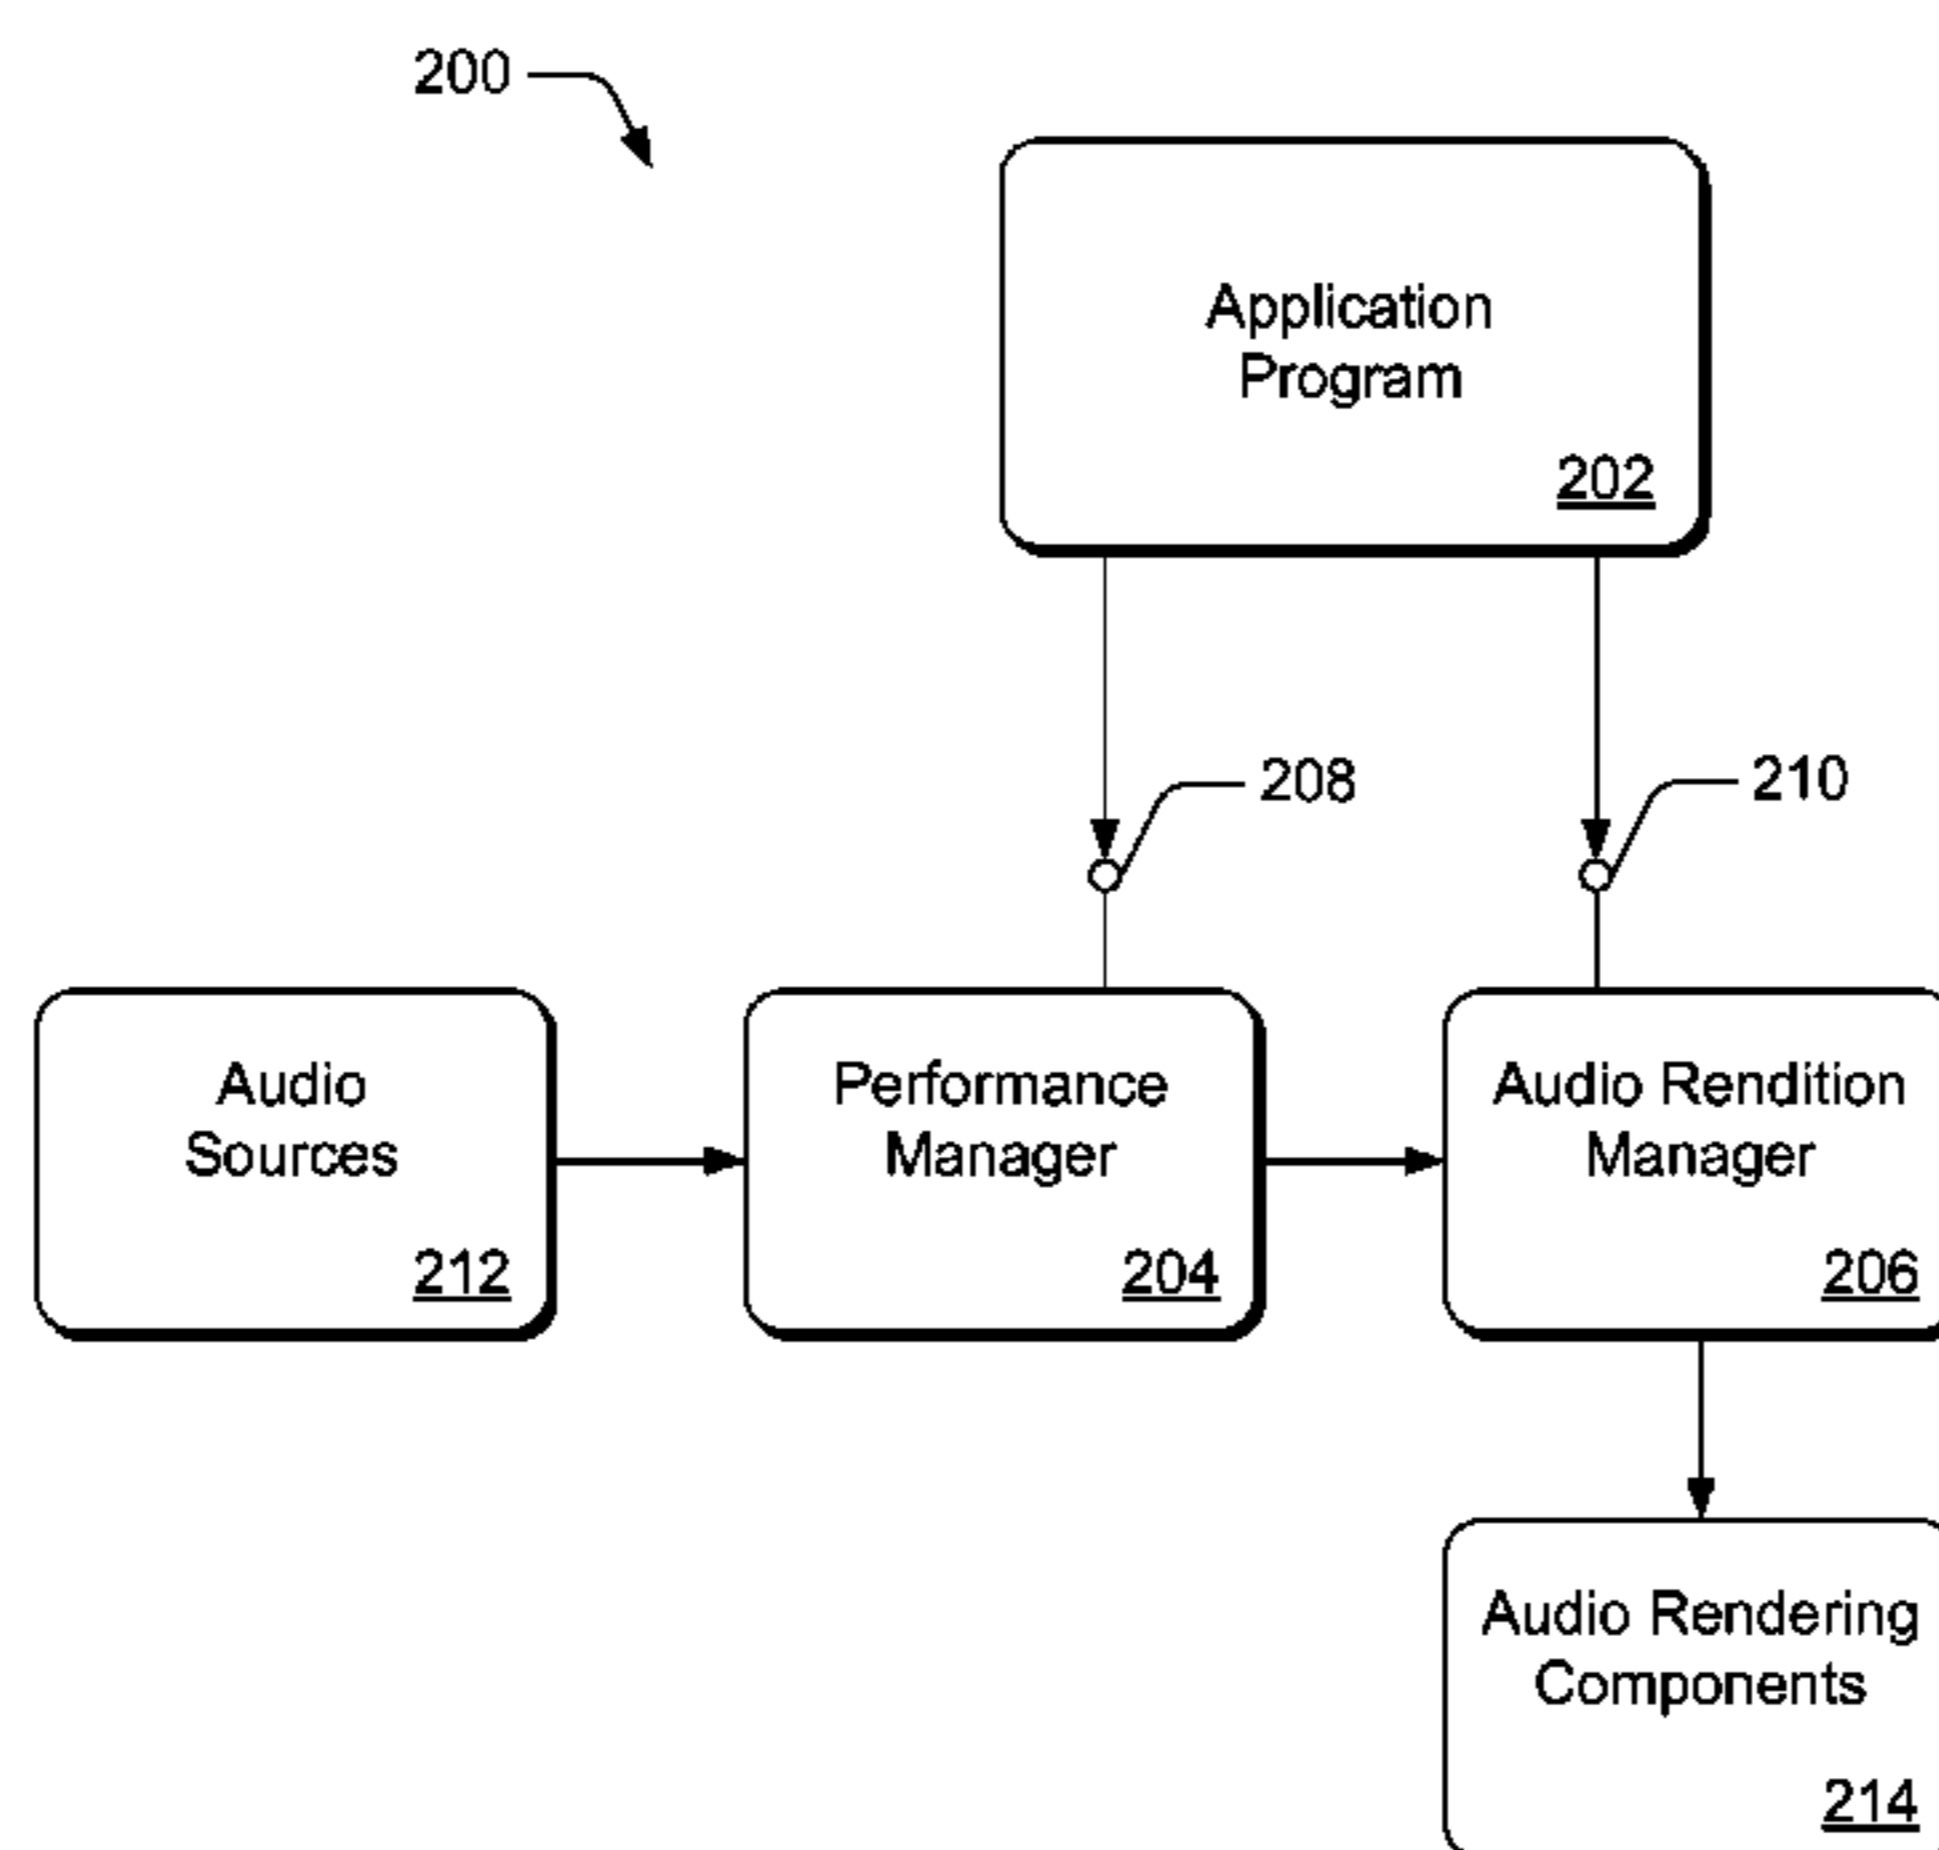 200
Application
Program
202
208
210
Audio
Sources
212
Performance
Manager
204
Audio Rendition
Manager
206
Audio Rendering
Components
214